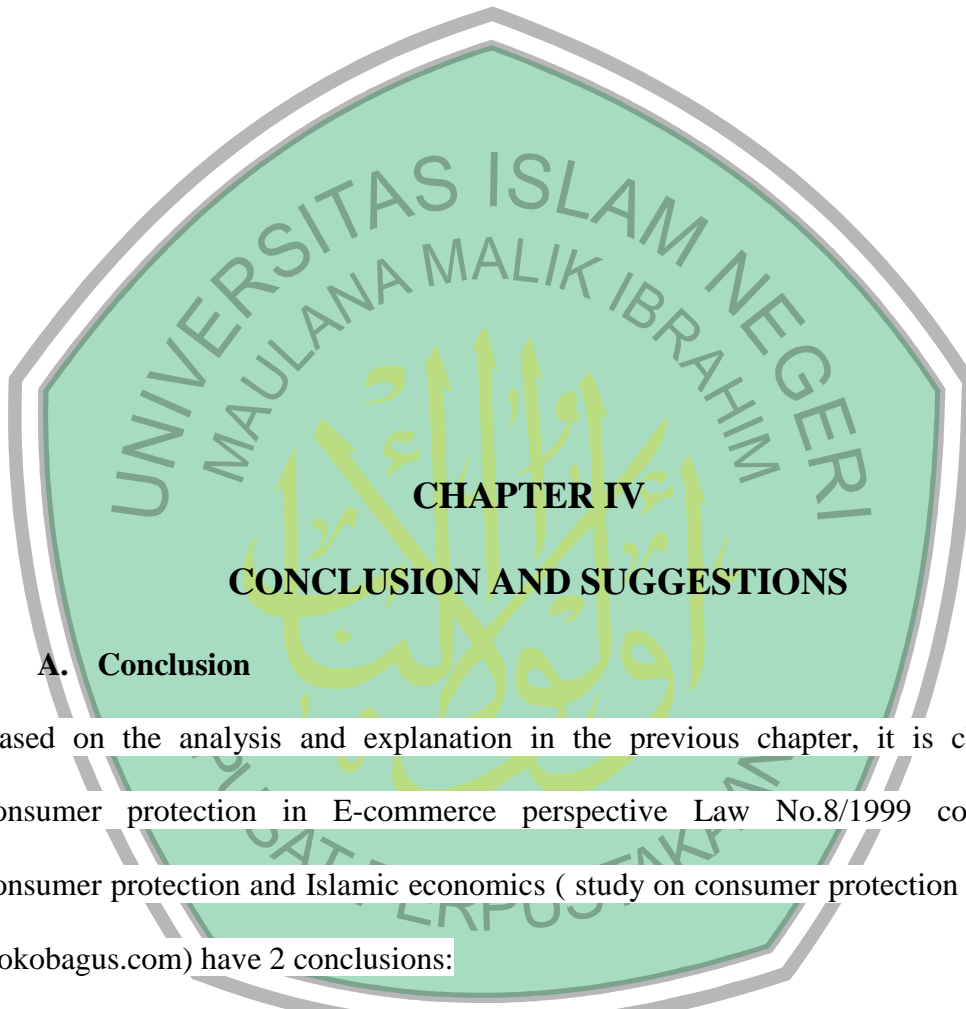 UNIVERSITAS ISLAM NEGERI
MAULANA MALIK IBRAHIM
CHAPTER IV
CONCLUSION AND SUGGESTIONS
A. Conclusion
ased on the analysis and explanation in the previous chapter, it is c
onsumer protection in E-commerce perspective Law No.8/1999 co
onsumer protection and Islamic economics ( study on consumer protection
okobagus.com) have 2 conclusions: